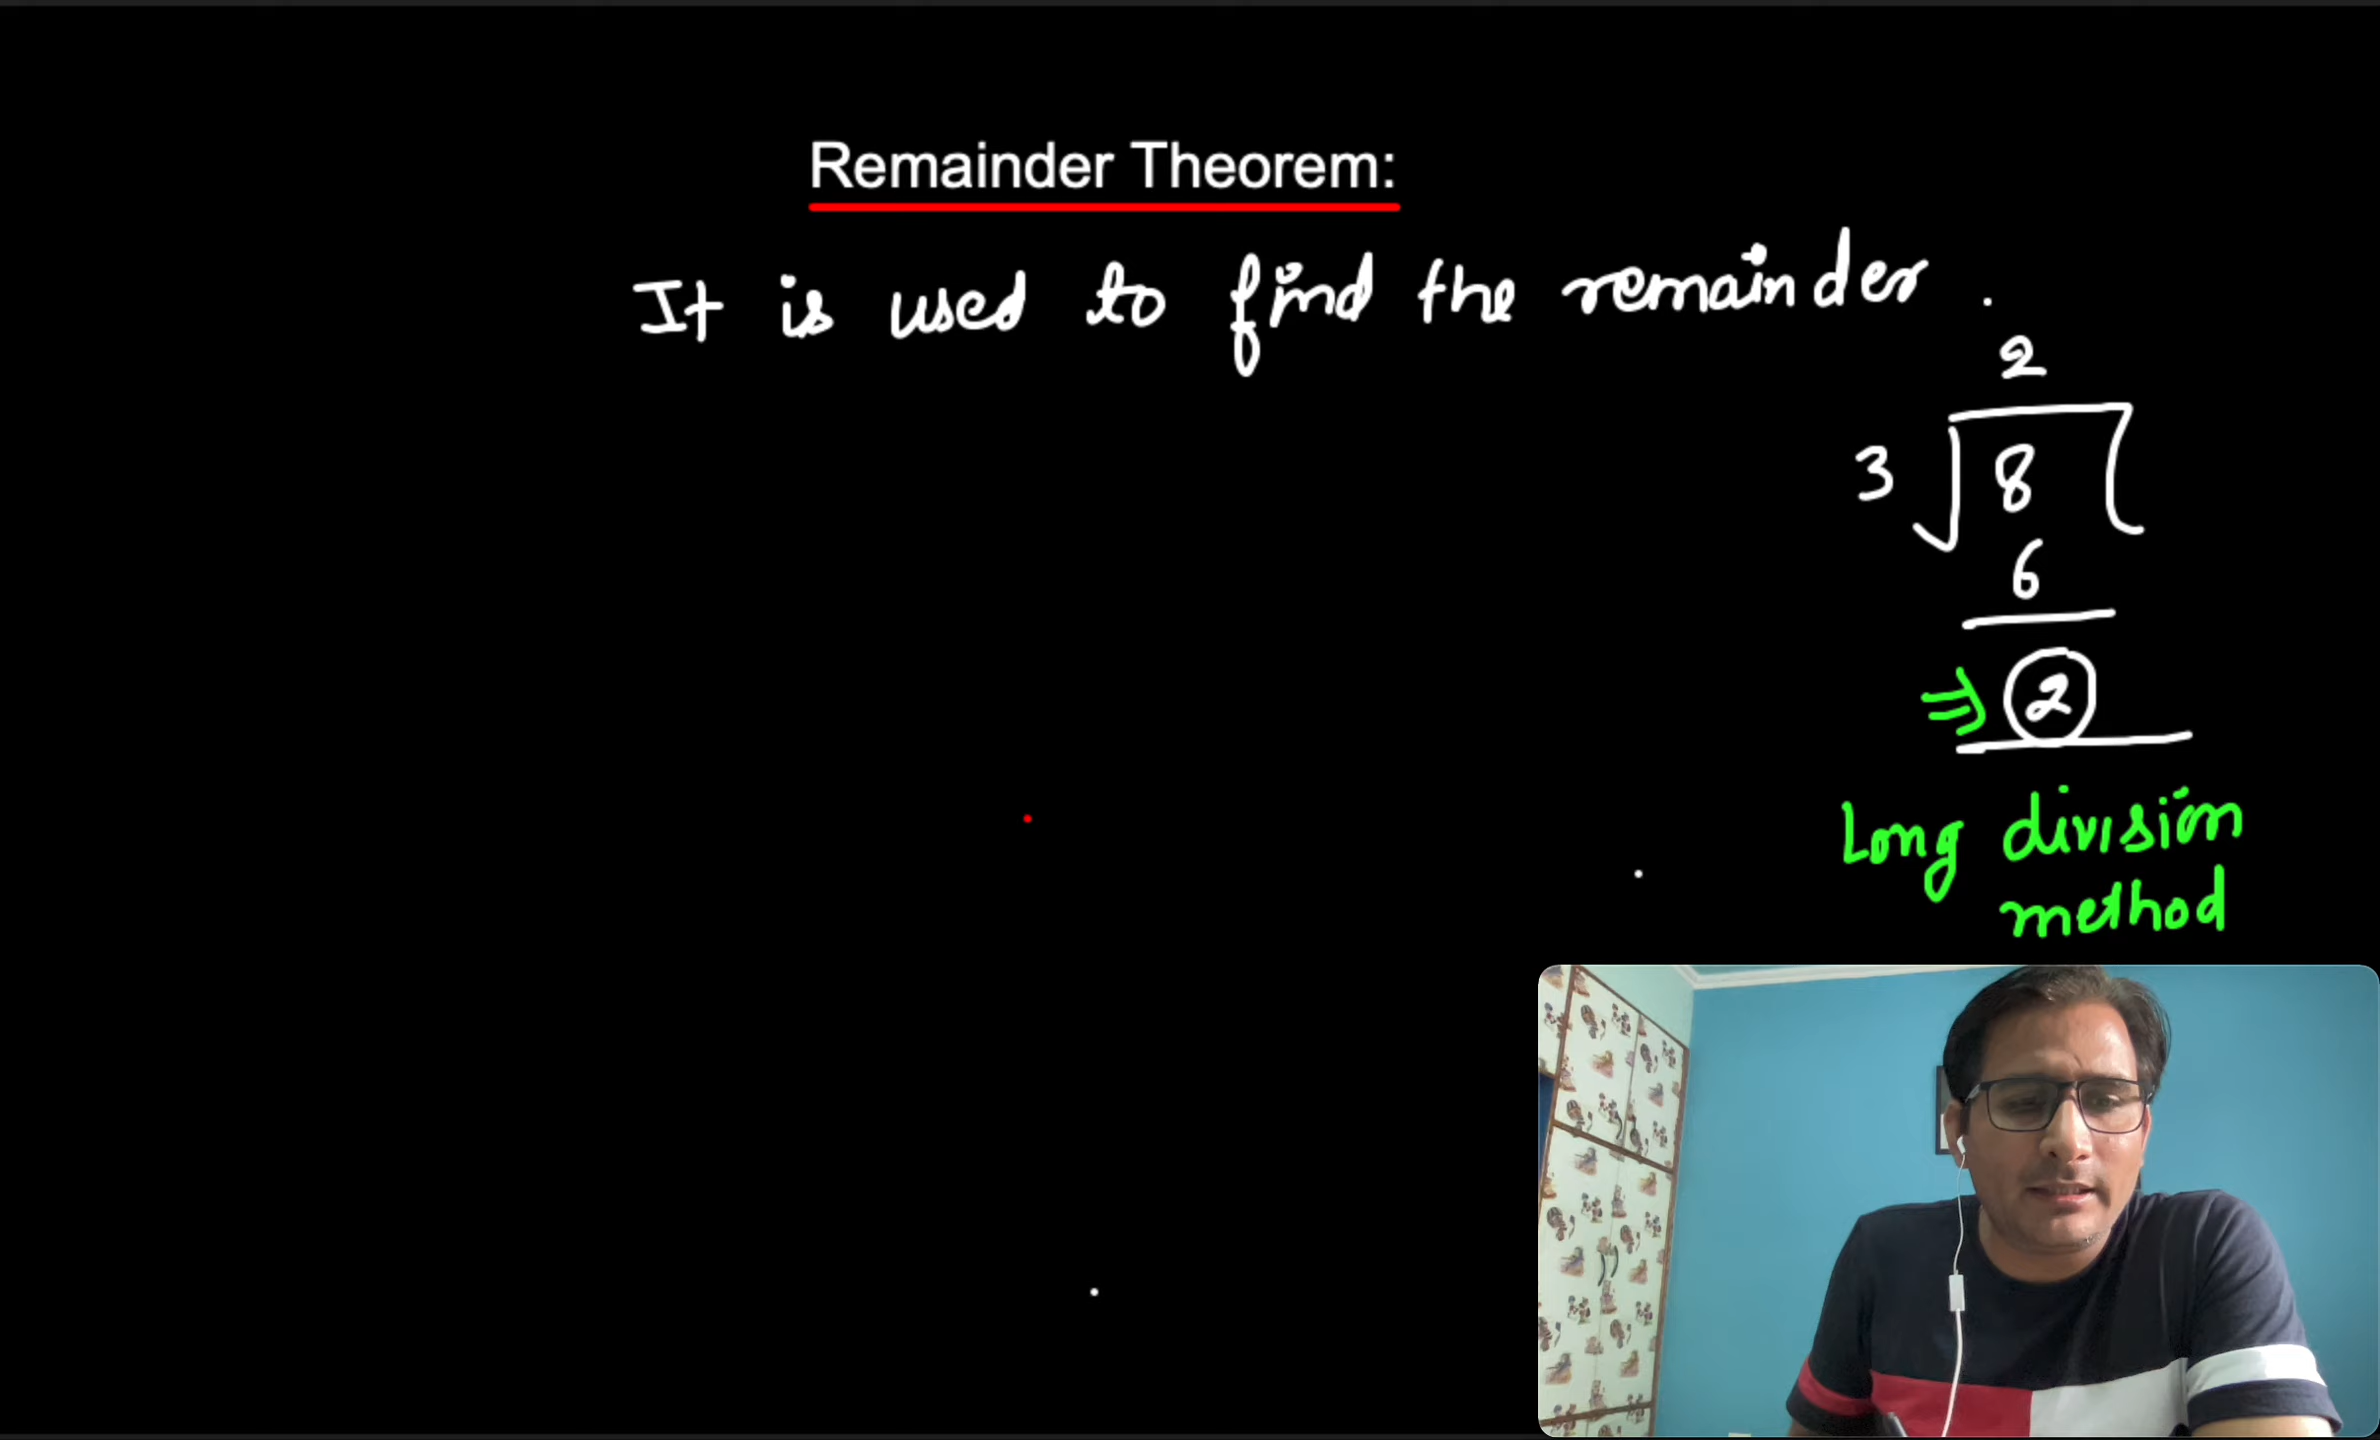 Remainder Theorem:
It is used to find the remainder.
2
3 8
6
⇒ 2
Long division
method